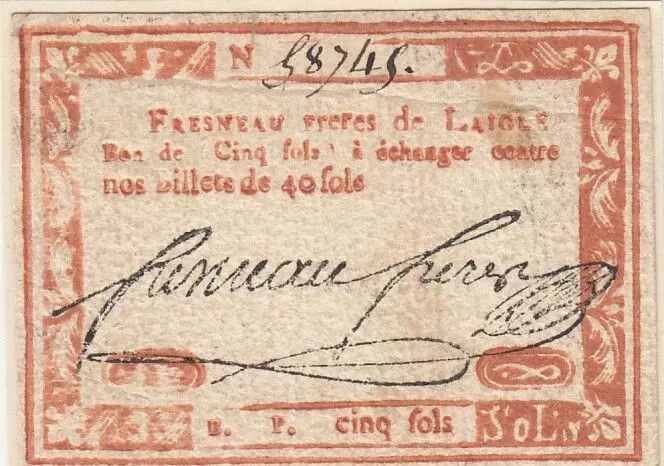 N 58745.
FRESNEAU freres de LAIGLE
Bon de Cinq sols à échanger contre
nos billets de 40 sols
fresneau freres
B. P. cinq sols SoLs